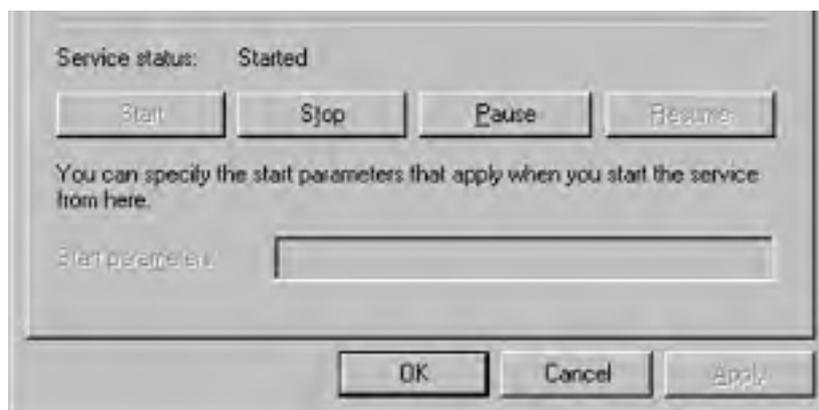 Service status: Started
Start Stop Pause Resume
You can specify the start parameters that apply when you start the service
from here.
Start parameters:
OK Cancel Apply